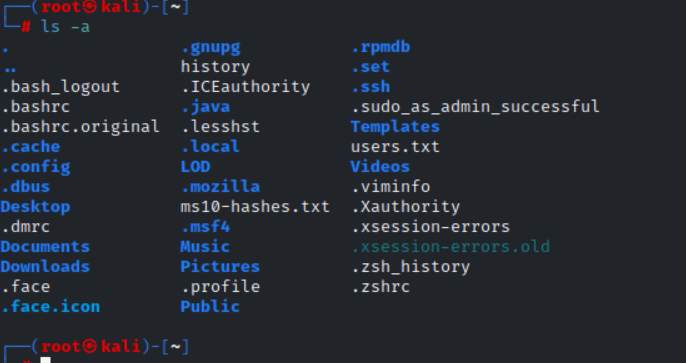 ┌──(root㉿kali)-[~]
└─# ls -a
. .gnupg .rpmdb
.. history .set
.bash_logout .ICEauthority .ssh
.bashrc .java .sudo_as_admin_successful
.bashrc.original .lesshst Templates
.cache .local users.txt
.config LOD Videos
.dbus .mozilla .viminfo
Desktop ms10-hashes.txt .Xauthority
.dmrc .msf4 .xsession-errors
Documents Music .xsession-errors.old
Downloads Pictures .zsh_history
.face .profile .zshrc
.face.icon Public
┌──(root㉿kali)-[~]
└─#